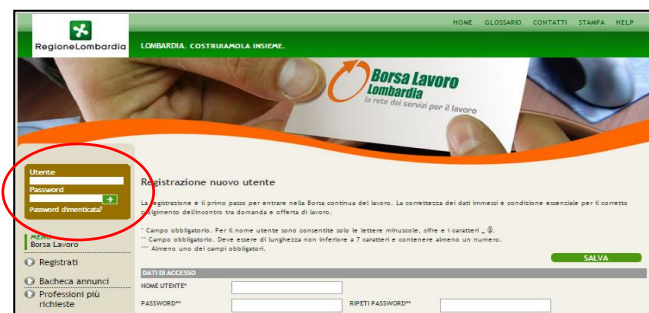 HOME GLOSSARIO CONTATTI STAMPA HELP
RegioneLombardia
LOMBARDIA. COSTRUIAMOLA INSIEME.
Borsa Lavoro
Lombardia
la rete dei servizi per il lavoro
Utente
Password
Password dimenticata?
MENU
Borsa Lavoro
Registrati
Bacheca annunci
Professioni più
richieste
Registrazione nuovo utente
La registrazione è il primo passo per entrare nella Borsa continua del lavoro. La correttezza dei dati immessi è condizione essenziale per il corretto
svolgimento dell'incontro tra domanda e offerta di lavoro.
* Campo obbligatorio. Per il nome utente sono consentite solo le lettere minuscole, cifre e i caratteri _ @.
** Campo obbligatorio. Deve essere di lunghezza non inferiore a 7 caratteri e contenere almeno un numero.
*** Almeno uno dei campi obbligatori.
SALVA
DATI DI ACCESSO
NOME UTENTE*
PASSWORD** RIPETI PASSWORD**